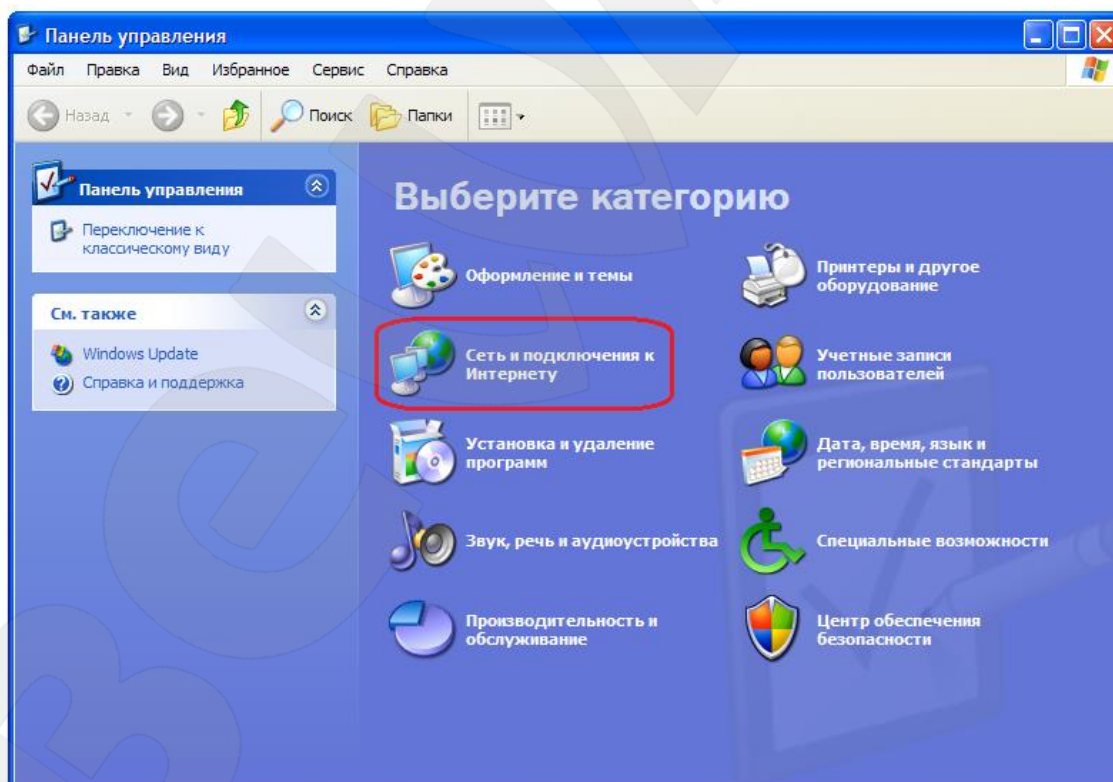 Панель управления
Файл Правка Вид Избранное Сервис Справка
Назад Поиск Папки
Панель управления
Переключение к
классическому виду
См. также
Windows Update
Справка и поддержка
Выберите категорию
Оформление и темы
Принтеры и другое
оборудование
Сеть и подключения к
Интернету
Учетные записи
пользователей
Установка и удаление
программ
Дата, время, язык и
региональные стандарты
Звук, речь и аудиоустройства
Специальные возможности
Производительность и
обслуживание
Центр обеспечения
безопасности